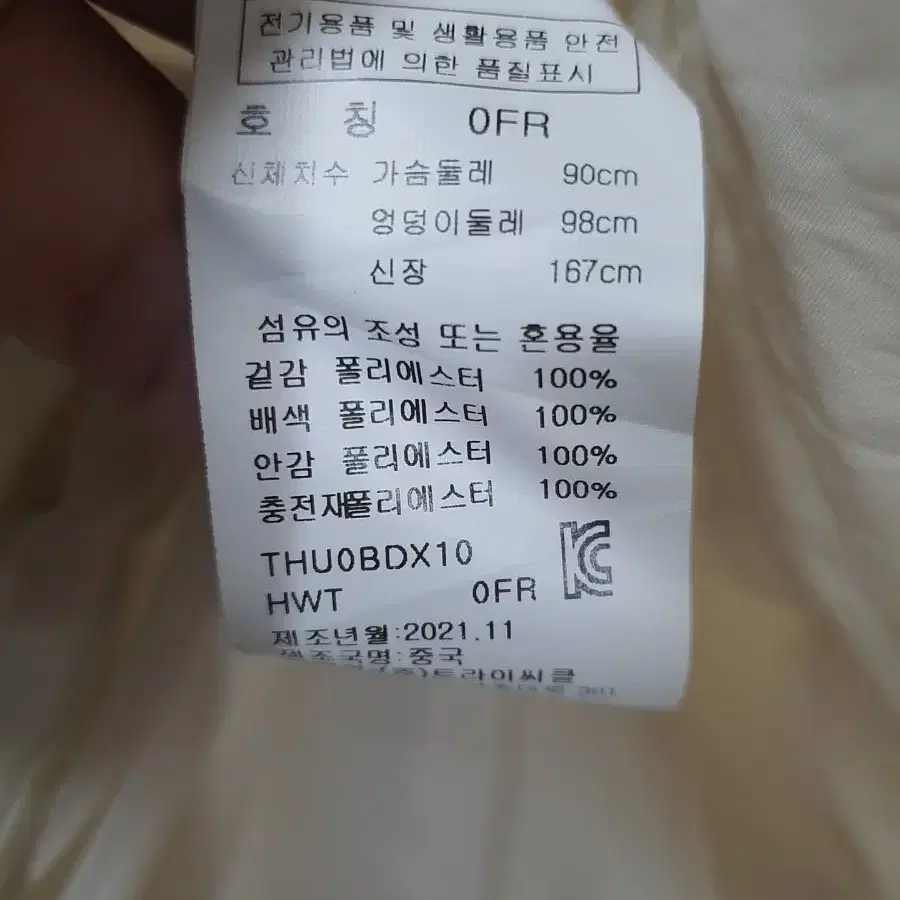 전기용품 및 생활용품 안전
관리법에 의한 품질표시
호 칭 0FR
신체치수 가슴둘레 90cm
엉덩이둘레 98cm
신장 167cm
섬유의 조성 또는 혼용율
겉감 폴리에스터 100%
배색 폴리에스터 100%
안감 폴리에스터 100%
충전재폴리에스터 100%
THU0BDX10
HWT 0FR
제조년월:2021.11
제조국명:중국
(주)트라이씨클